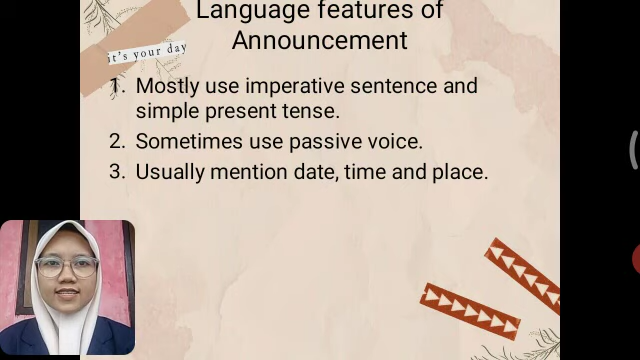 Language features of
Announcement
it's your day
1. Mostly use imperative sentence and
simple present tense.
2. Sometimes use passive voice.
3. Usually mention date, time and place.